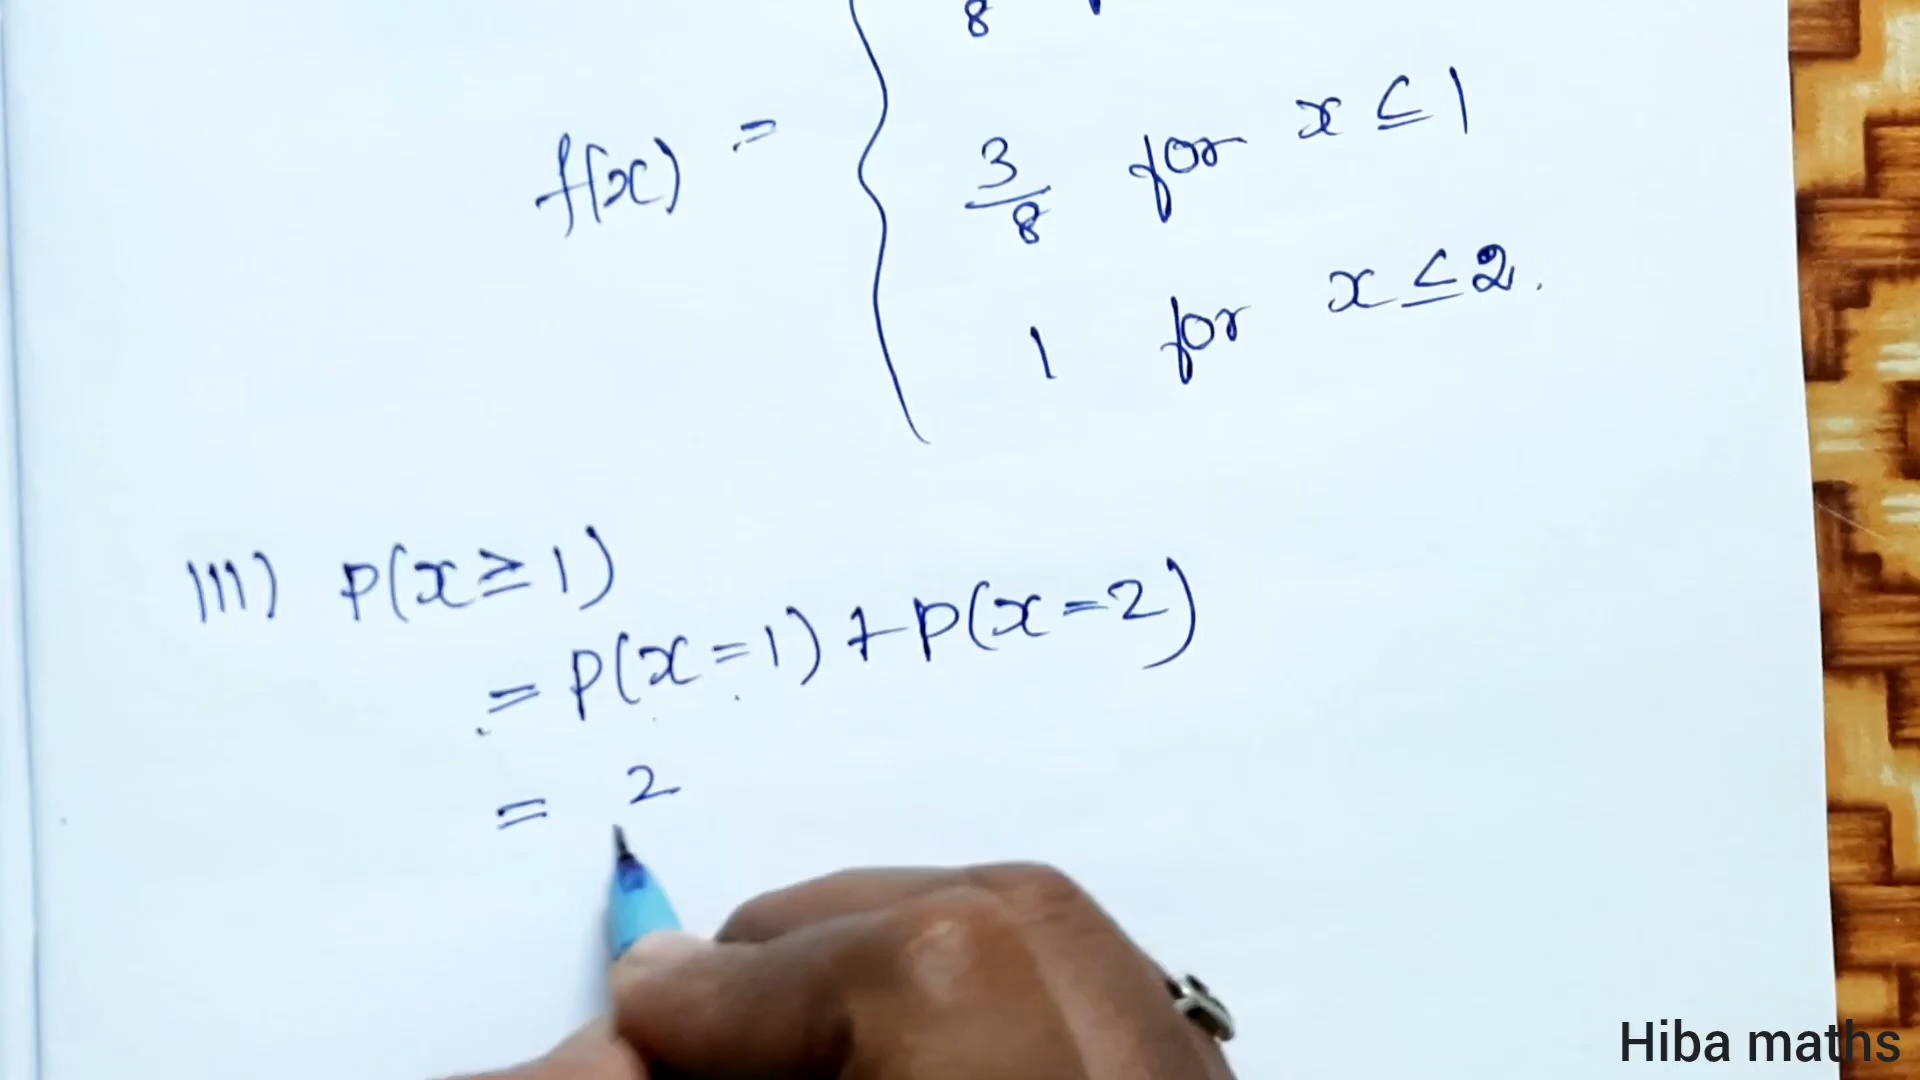 8
f(x) =
3/8 for x ≤ 1
1 for x ≤ 2.
III) P(x ≥ 1)
= P(x = 1) + P(x = 2)
= 2
Hiba maths